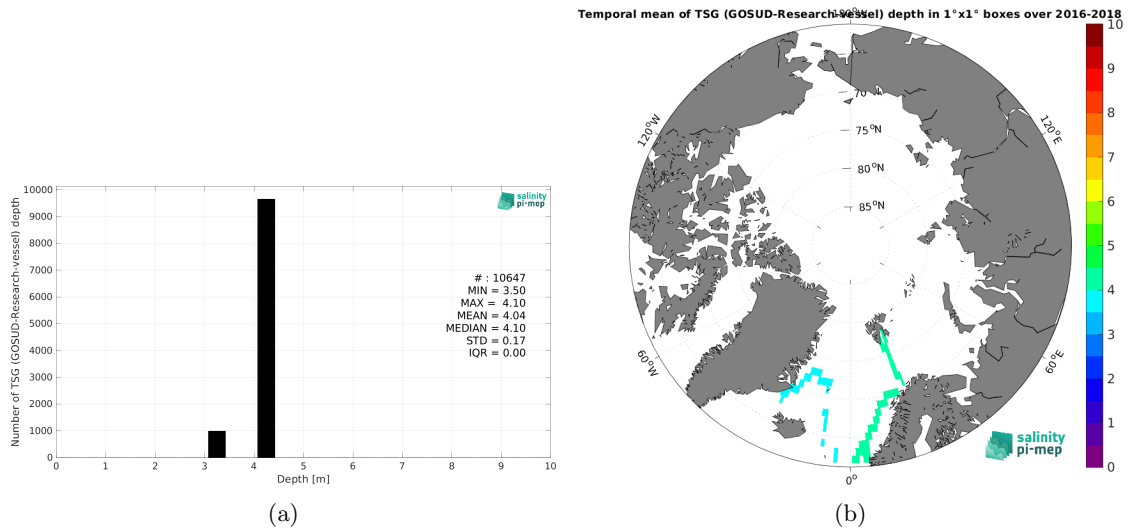 Temporal mean of TSG (GOSUD-Research-vessel) depth in 1°x1° boxes over 2016-2018
180°W
10
9
8
7
6
5
4
3
2
1
0
70
75°N
80°N
85°N
120°W
120°E
60°W
60°E
0°
salinity
pi-mep
10000
9000
8000
7000
6000
5000
4000
3000
2000
1000
0
Number of TSG (GOSUD-Research-vessel) depth
salinity
pi-mep
# : 10647
MIN = 3.50
MAX = 4.10
MEAN = 4.04
MEDIAN = 4.10
STD = 0.17
IQR = 0.00
0 1 2 3 4 5 6 7 8 9 10
Depth [m]
(a)
(b)